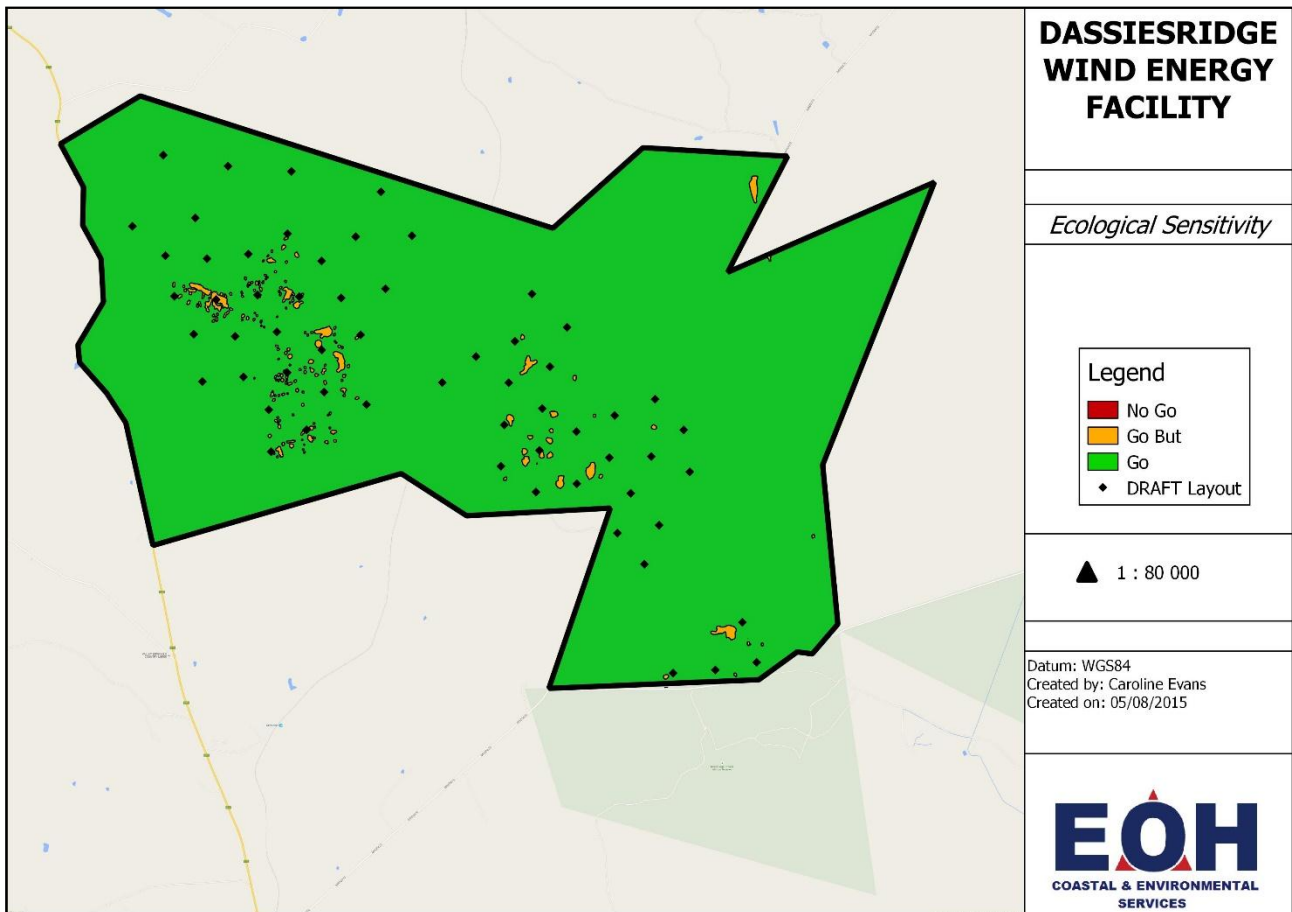 DASSIESRIDGE
WIND ENERGY
FACILITY
Ecological Sensitivity
Legend
No Go
Go But
Go
DRAFT Layout
1 : 80 000
Datum: WGS84
Created by: Caroline Evans
Created on: 05/08/2015
EOH
COASTAL & ENVIRONMENTAL
SERVICES